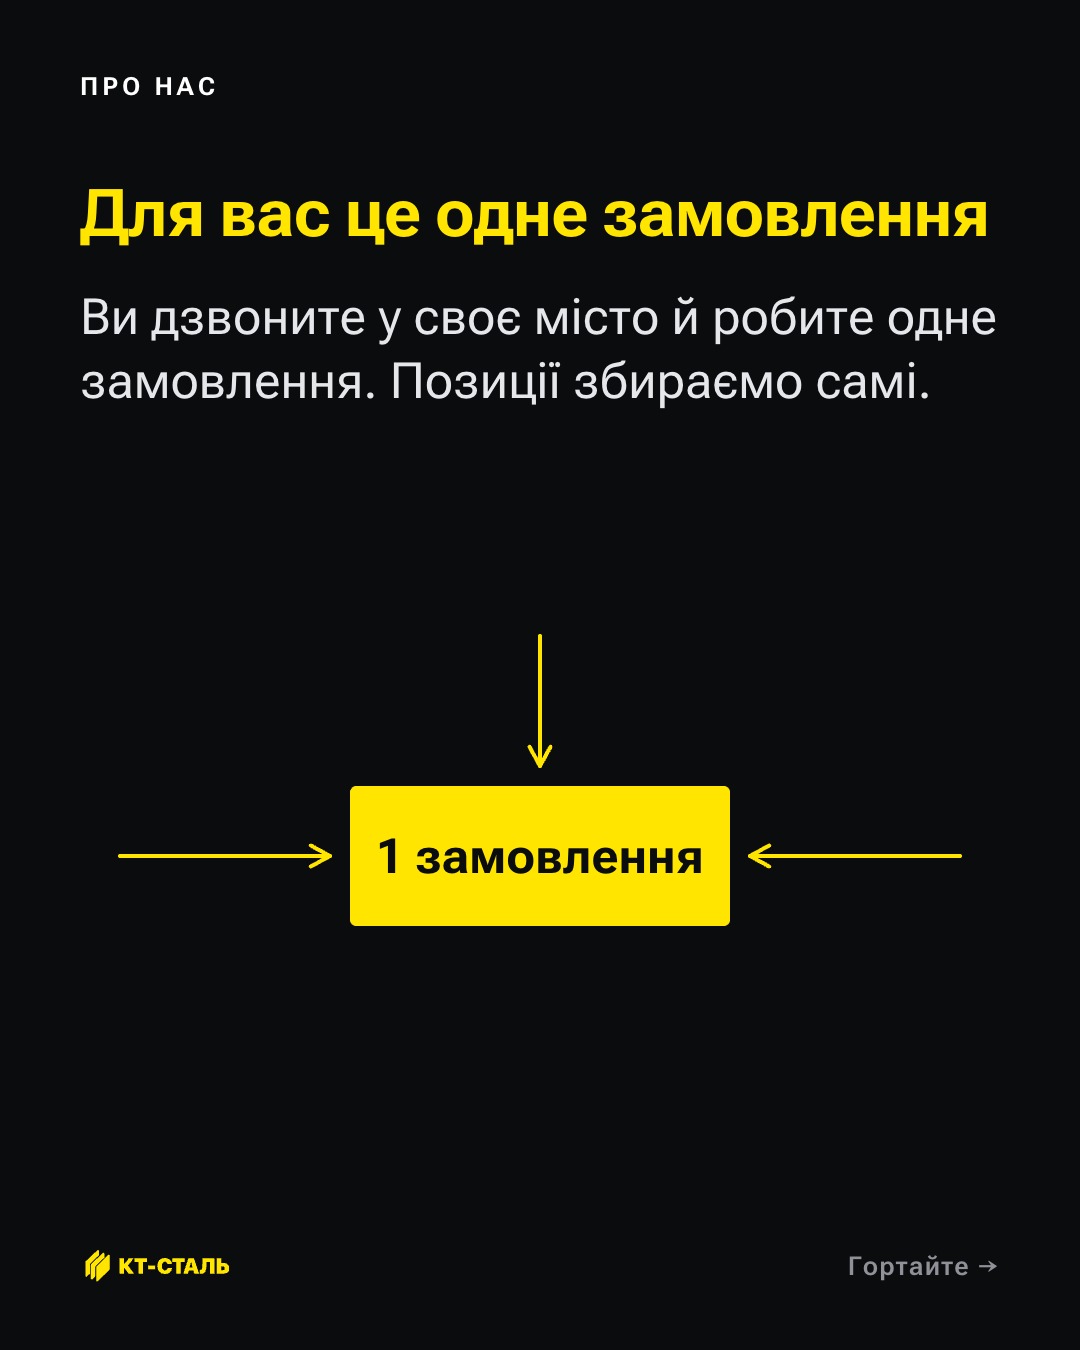 ПРО НАС
Для вас це одне замовлення
Ви дзвоните у своє місто й робите одне
замовлення. Позиції збираємо самі.
1 замовлення
КТ-СТАЛЬ
Гортайте →